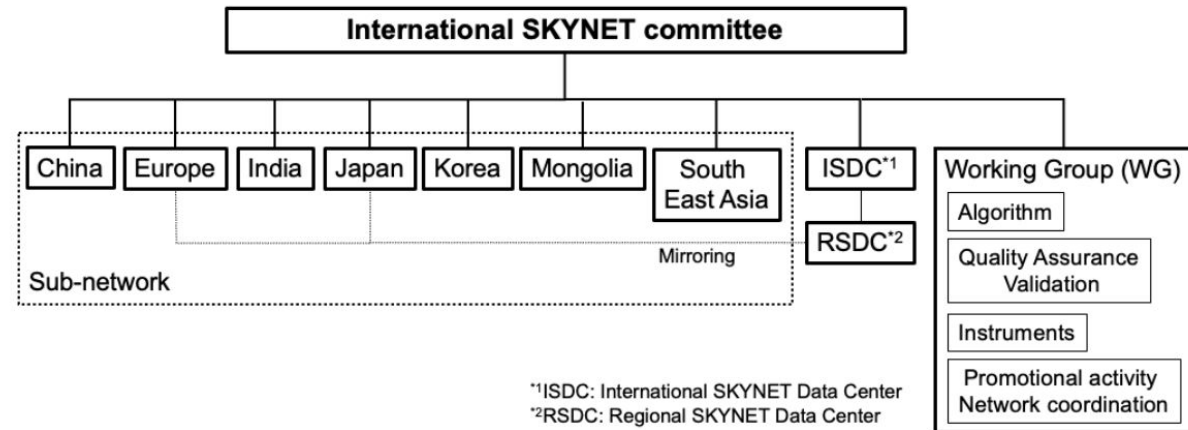 International SKYNET committee
China
Europe
India
Japan
Korea
Mongolia
South
East Asia
ISDC*1
RSDC*2
Mirroring
Sub-network
Working Group (WG)
Algorithm
Quality Assurance
Validation
Instruments
Promotional activity
Network coordination
*1ISDC: International SKYNET Data Center
*2RSDC: Regional SKYNET Data Center